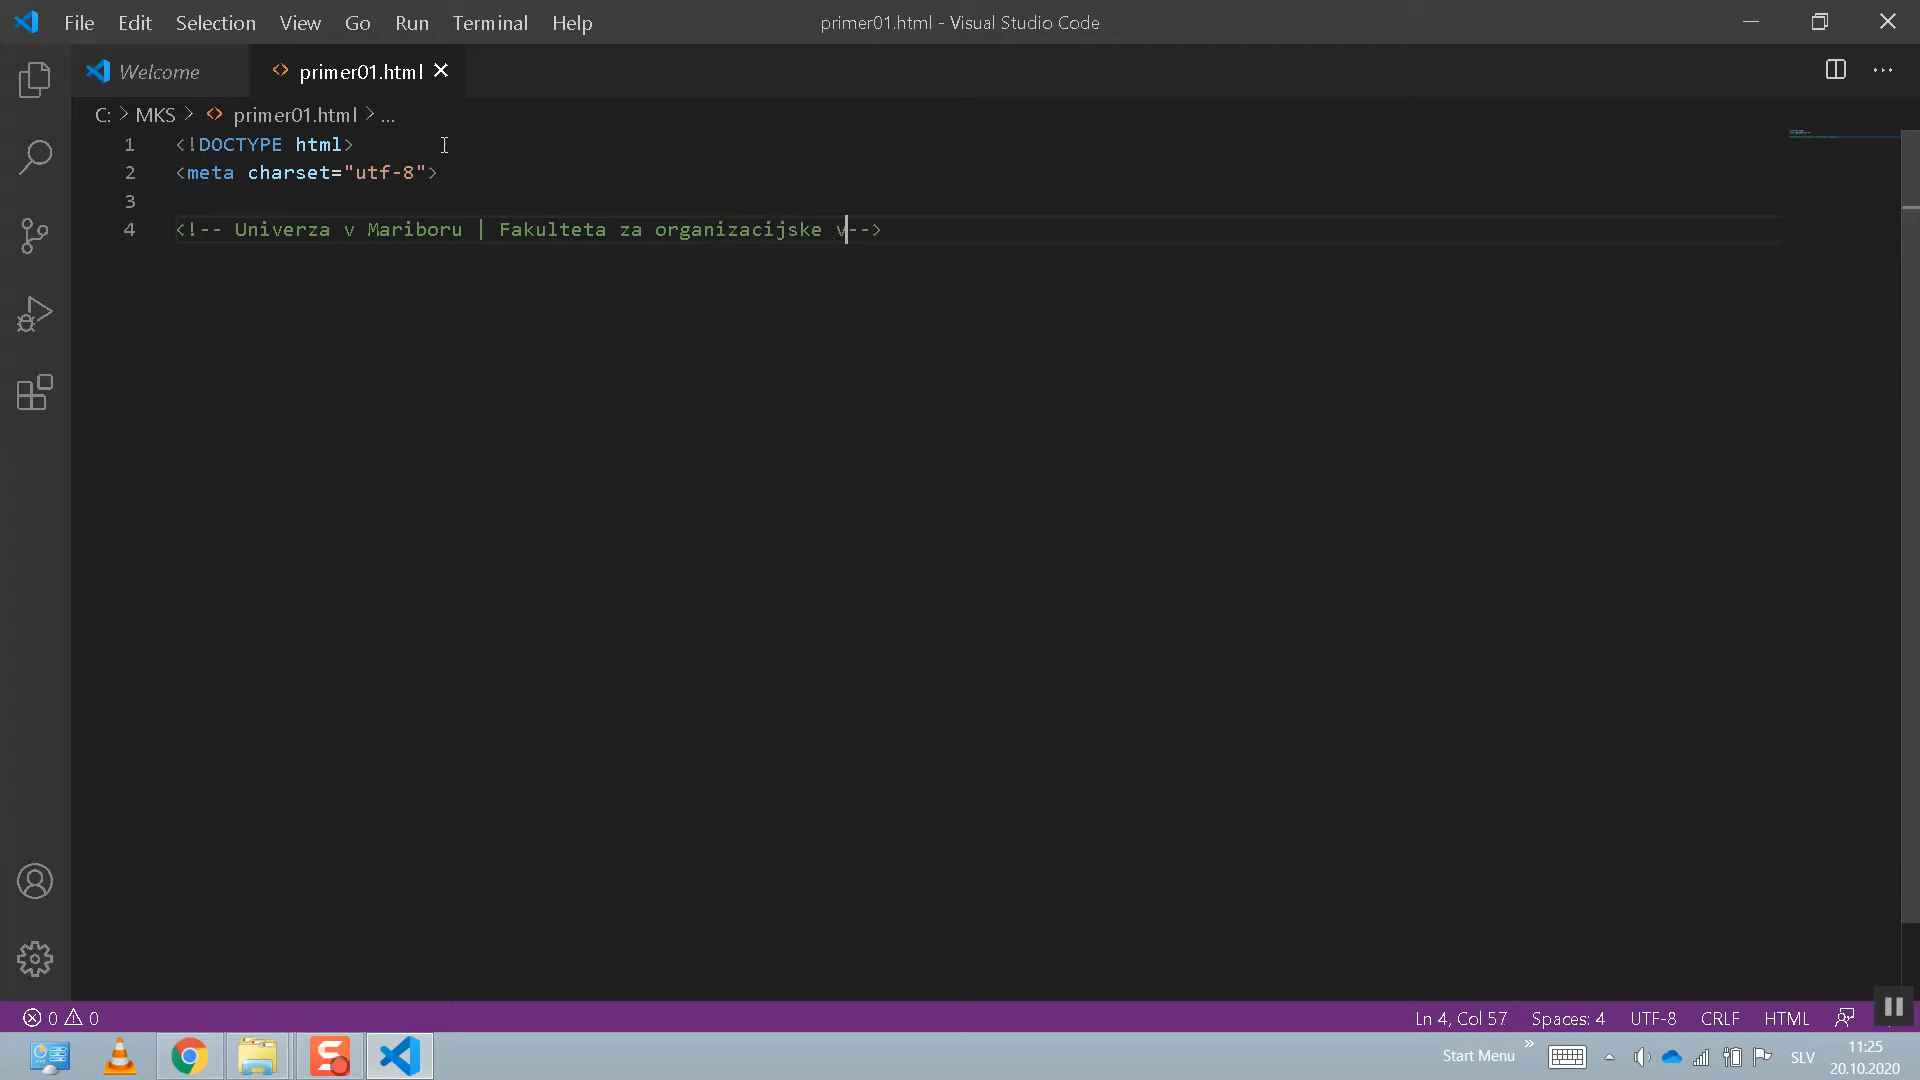 File Edit Selection View Go Run Terminal Help primer01.html - Visual Studio Code
Welcome primer01.html
C: > MKS > primer01.html > ...
1 <!DOCTYPE html>
2 <meta charset="utf-8">
3
4 <!-- Univerza v Mariboru | Fakulteta za organizacijske v-->
0 0 Ln 4, Col 57 Spaces: 4 UTF-8 CRLF HTML
Start Menu » SLV 11:25
20.10.2020